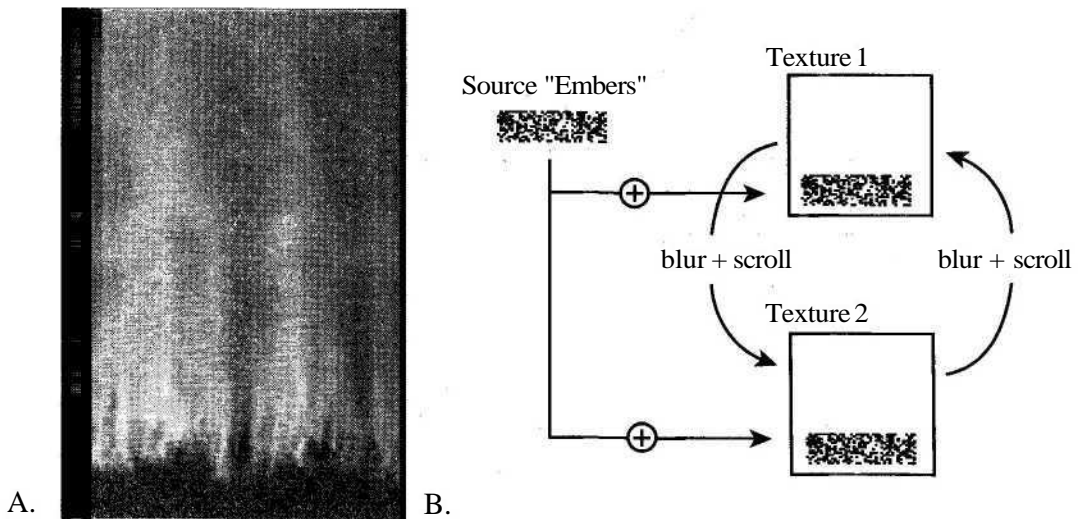 Texture 1
Source "Embers"
blur + scroll
blur + scroll
Texture 2
A.
B.